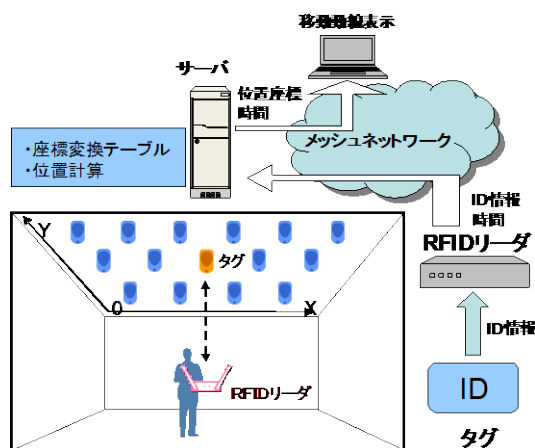 移動動線表示
サーバ
位置座標
時間
メッシュネットワーク
・座標変換テーブル
・位置計算
ID情報
時間
RFIDリーダ
Y
タグ
0
X
ID情報
RFIDリーダ
ID
タグ